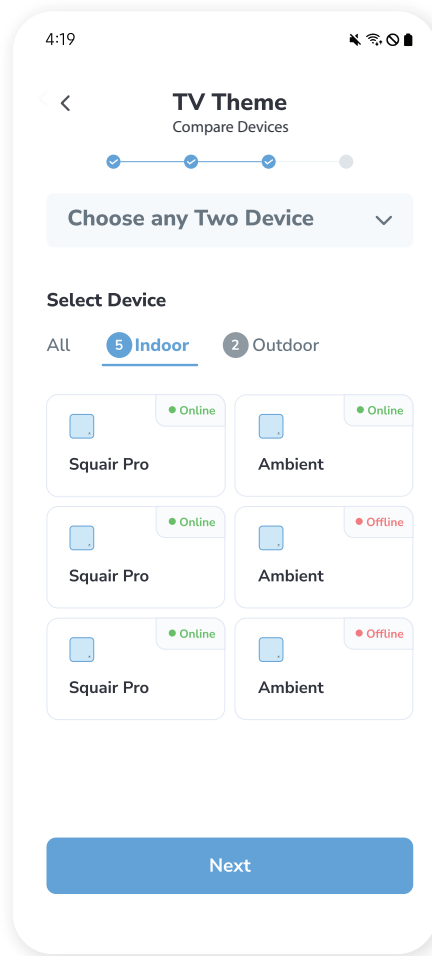 4:19
TV Theme
Compare Devices
Choose any Two Device
Select Device
All 5 Indoor 2 Outdoor
Online Online
Squair Pro Ambient
Online Offline
Squair Pro Ambient
Online Offline
Squair Pro Ambient
Next